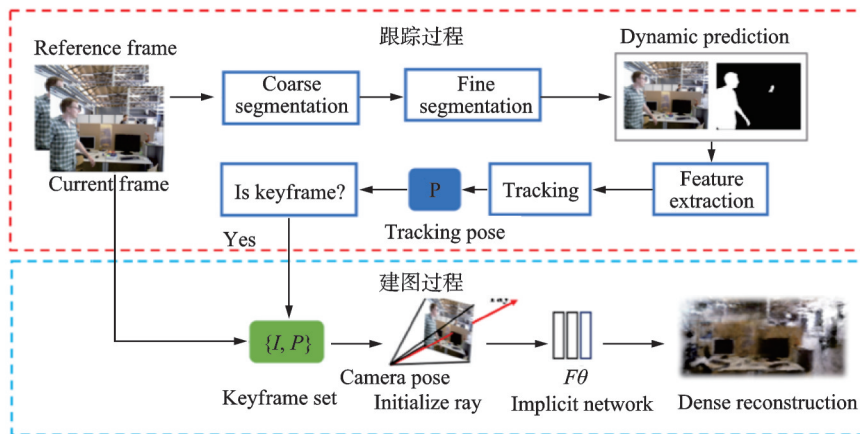 跟踪过程
Reference frame
Current frame
Coarse
segmentation
Fine
segmentation
Dynamic prediction
Feature
extraction
Tracking
P
Tracking pose
Is keyframe?
Yes
建图过程
{I, P}
Keyframe set
Camera pose
Initialize ray
Fθ
Implicit network
Dense reconstruction